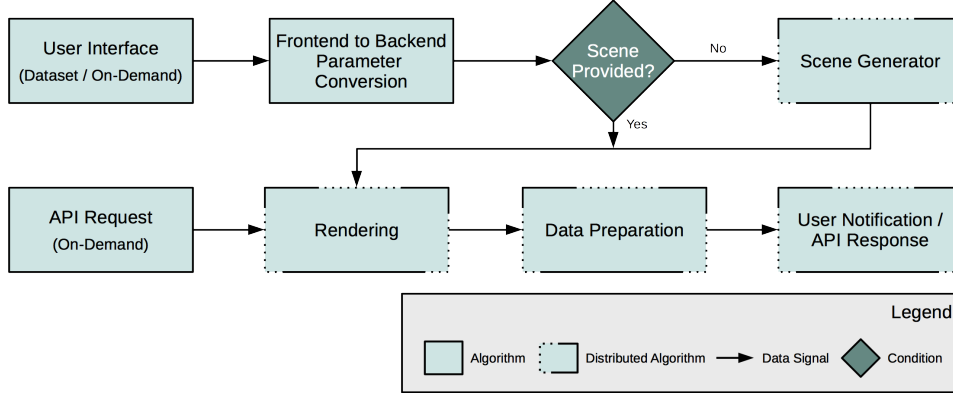 User Interface
(Dataset / On-Demand)
Frontend to Backend
Parameter
Conversion
Scene
Provided?
No
Scene Generator
Yes
API Request
(On-Demand)
Rendering
Data Preparation
User Notification /
API Response
Legend
Algorithm
Distributed Algorithm
Data Signal
Condition